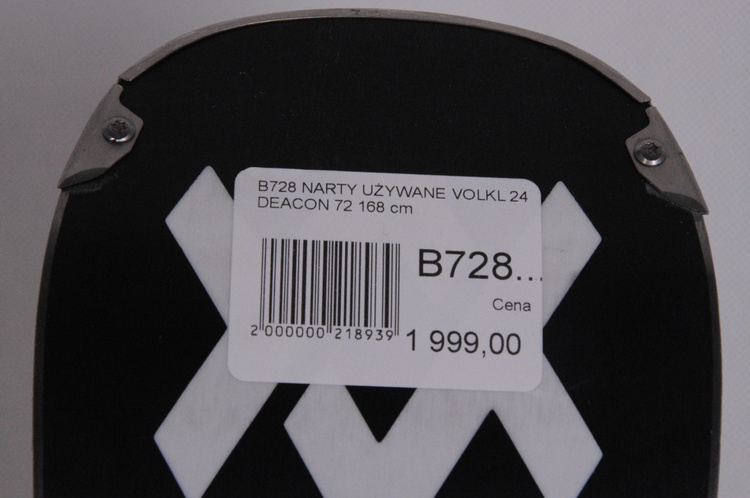 B728 NARTY UŻYWANE VOLKL 24
DEACON 72 168 cm
B728...
Cena
2 000000 218939
1 999,00